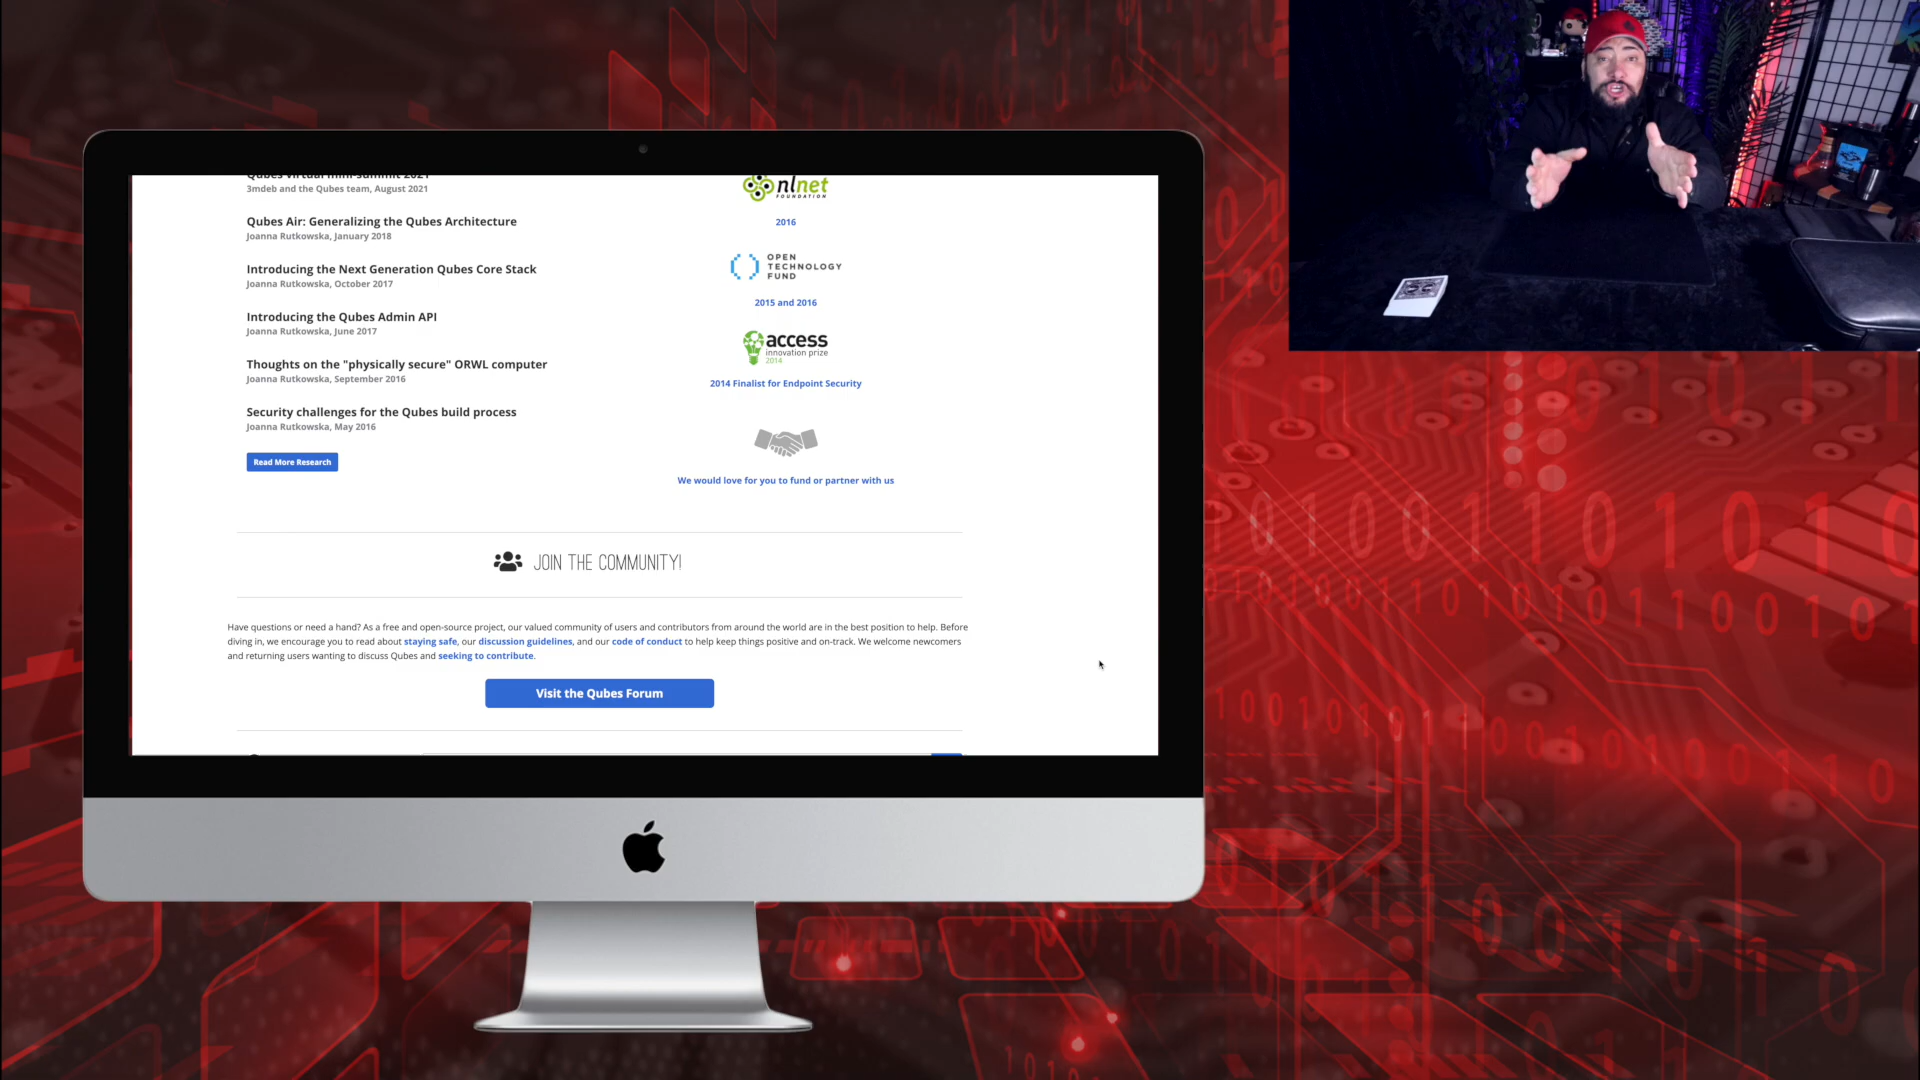 Qubes virtual mini-summit 2021
3mdeb and the Qubes team, August 2021
Qubes Air: Generalizing the Qubes Architecture
Joanna Rutkowska, January 2018
Introducing the Next Generation Qubes Core Stack
Joanna Rutkowska, October 2017
Introducing the Qubes Admin API
Joanna Rutkowska, June 2017
Thoughts on the "physically secure" ORWL computer
Joanna Rutkowska, September 2016
Security challenges for the Qubes build process
Joanna Rutkowska, May 2016
Read More Research
nlnet
FOUNDATION
2016
OPEN
TECHNOLOGY
FUND
2015 and 2016
access
innovation prize
2014
2014 Finalist for Endpoint Security
We would love for you to fund or partner with us
JOIN THE COMMUNITY!
Have questions or need a hand? As a free and open-source project, our valued community of users and contributors from around the world are in the best position to help. Before
diving in, we encourage you to read about staying safe, our discussion guidelines, and our code of conduct to help keep things positive and on-track. We welcome newcomers
and returning users wanting to discuss Qubes and seeking to contribute.
Visit the Qubes Forum